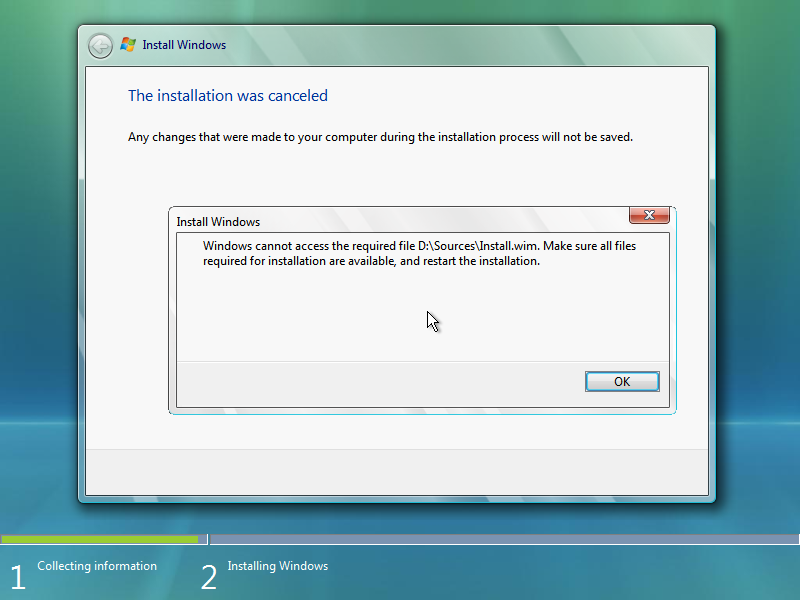 Install Windows
The installation was canceled
Any changes that were made to your computer during the installation process will not be saved.
Install Windows
Windows cannot access the required file D:\Sources\Install.wim. Make sure all files
required for installation are available, and restart the installation.
OK
1 Collecting information
2 Installing Windows